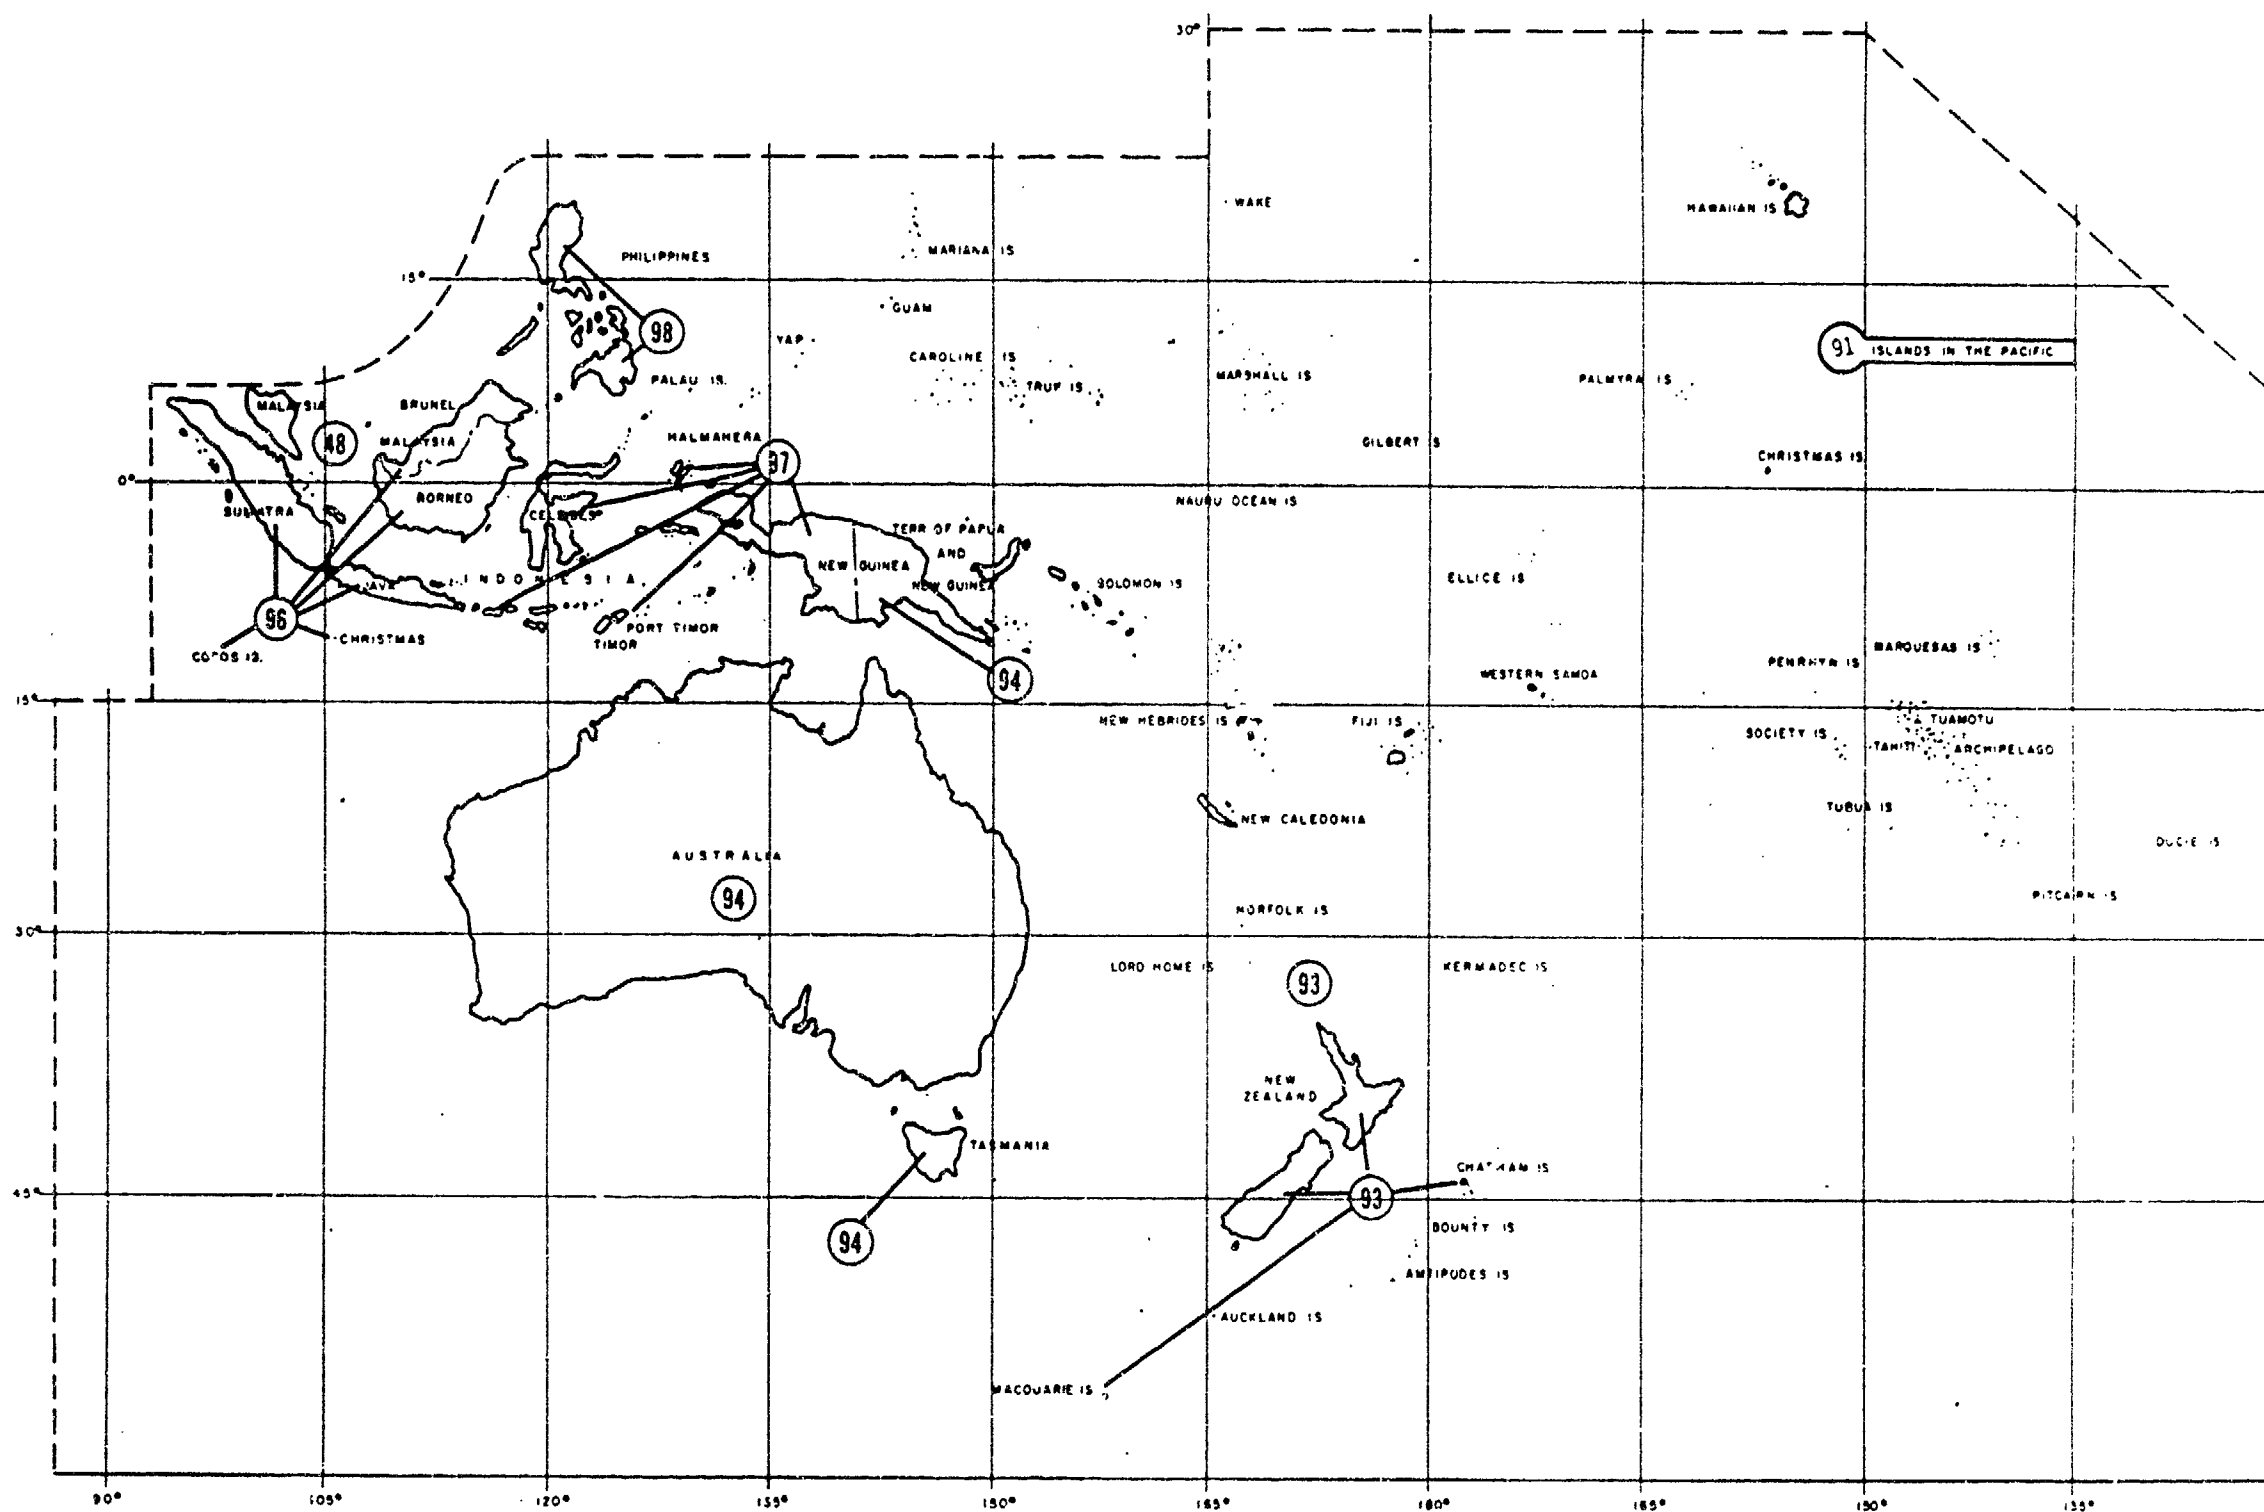 30°
WAKE
HAWAIIAN IS
PHILIPPINES
MARIANA IS
15°
GUAM
98
YAP
91 ISLANDS IN THE PACIFIC
CAROLINE IS
PALAU IS.
TRUF IS
MARSHALL IS
PALMYRA IS
MALAYSIA
BRUNEL
48
MALAYSIA
HALMAHERA
GILBERT IS
97
CHRISTMAS IS
0°
BORNEO
NAURU OCEAN IS
SUMATRA
CELEBES
TERR OF PAPUA
AND
NEW GUINEA
NEW GUINEA
INDONESIA
JAVA
SOLOMON IS
ELLICE IS
96
PORT TIMOR
TIMOR
CHRISTMAS
COCOS IS.
MARQUESAS IS
PENRHYN IS
WESTERN SAMOA
94
15°
NEW HEBRIDES IS
FIJI IS
TUAMOTU
SOCIETY IS
TAHITI
ARCHIPELAGO
TUBUA IS
NEW CALEDONIA
DUCIE IS
AUSTRALIA
94
PITCAIRN IS
NORFOLK IS
30°
LORD HOME IS
KERMADEC IS
93
NEW
ZEALAND
TASMANIA
CHATHAM IS
45°
93
BOUNTY IS
94
ANTIPODES IS
AUCKLAND IS
MACQUARIE IS
90°
105°
120°
135°
150°
165°
180°
165°
150°
135°